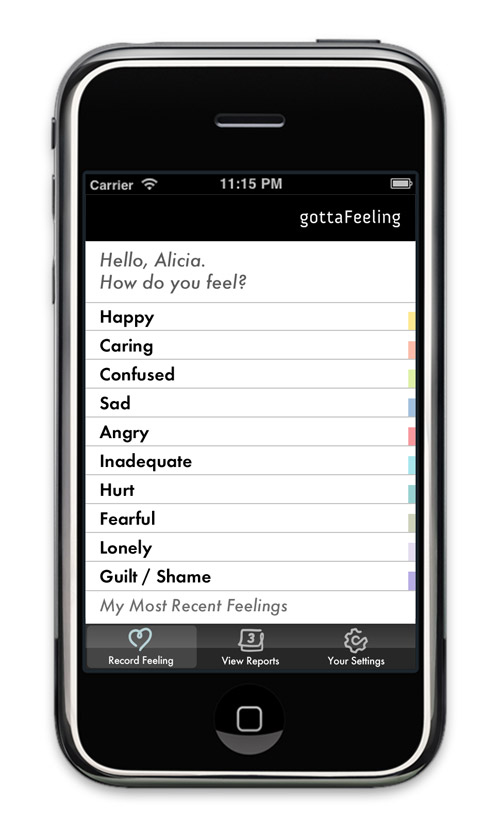 Carrier 11:15 PM
gottaFeeling
Hello, Alicia.
How do you feel?
Happy
Caring
Confused
Sad
Angry
Inadequate
Hurt
Fearful
Lonely
Guilt / Shame
My Most Recent Feelings
3
Record Feeling View Reports Your Settings